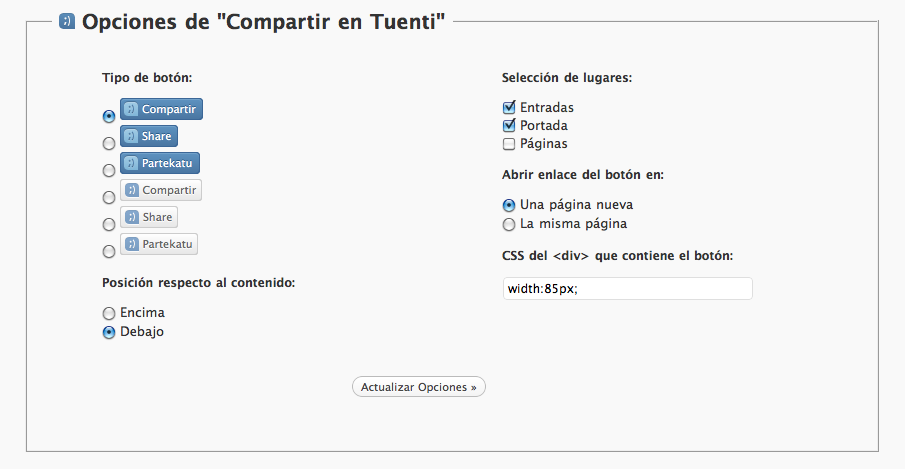 Opciones de "Compartir en Tuenti"
Tipo de botón:
Compartir
Share
Partekatu
Compartir
Share
Partekatu
Posición respecto al contenido:
Encima
Debajo
Selección de lugares:
Entradas
Portada
Páginas
Abrir enlace del botón en:
Una página nueva
La misma página
CSS del <div> que contiene el botón:
width:85px;
Actualizar Opciones »